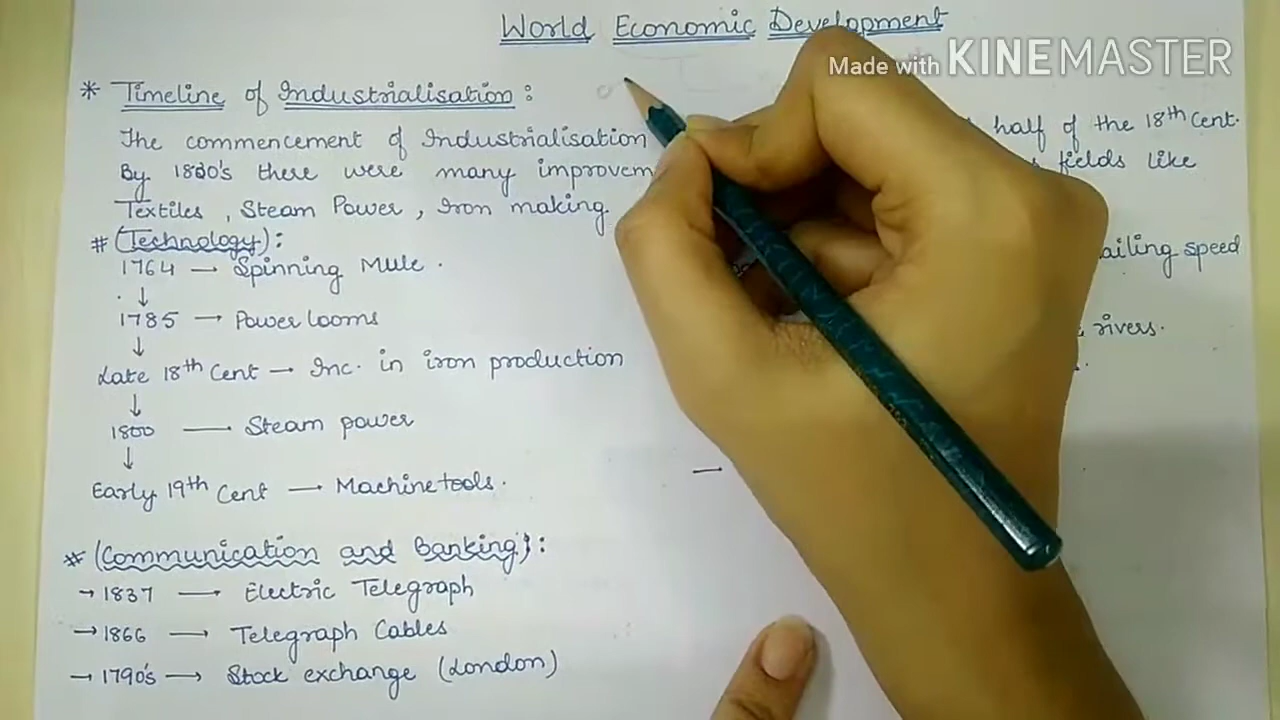 World Economic Development
Made with KINEMASTER
* Timeline of Industrialisation :
The commencement of Industrialisation half of the 18th Cent.
By 1830's there were many improvem fields like
Textiles, Steam Power, Iron making
# (Technology) :
1764 → Spinning Mule . ailing speed
↓
1785 → Power looms rivers.
↓
Late 18th Cent → Inc. in iron production
↓
1800 — Steam power
↓
Early 19th Cent → Machine tools.
# (Communication and Banking) :
→ 1837 → Electric Telegraph
→ 1866 → Telegraph Cables
→ 1790's → Stock exchange (London)